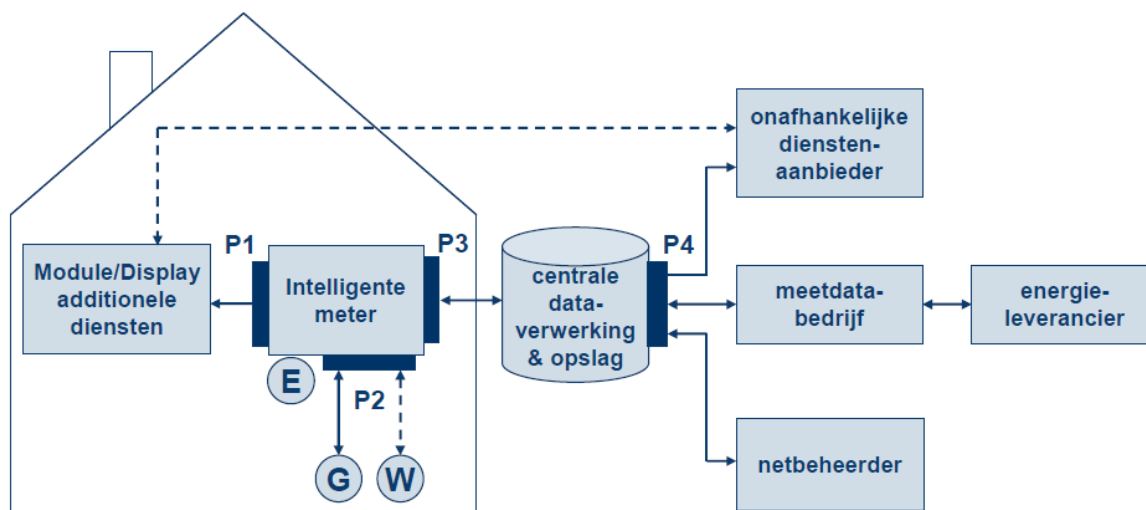 onafhankelijke
diensten-
aanbieder
P1
P3
P4
Module/Display
additionele
diensten
Intelligente
meter
centrale
data-
verwerking
& opslag
meetdata-
bedrijf
energie-
leverancier
E
P2
G
W
netbeheerder